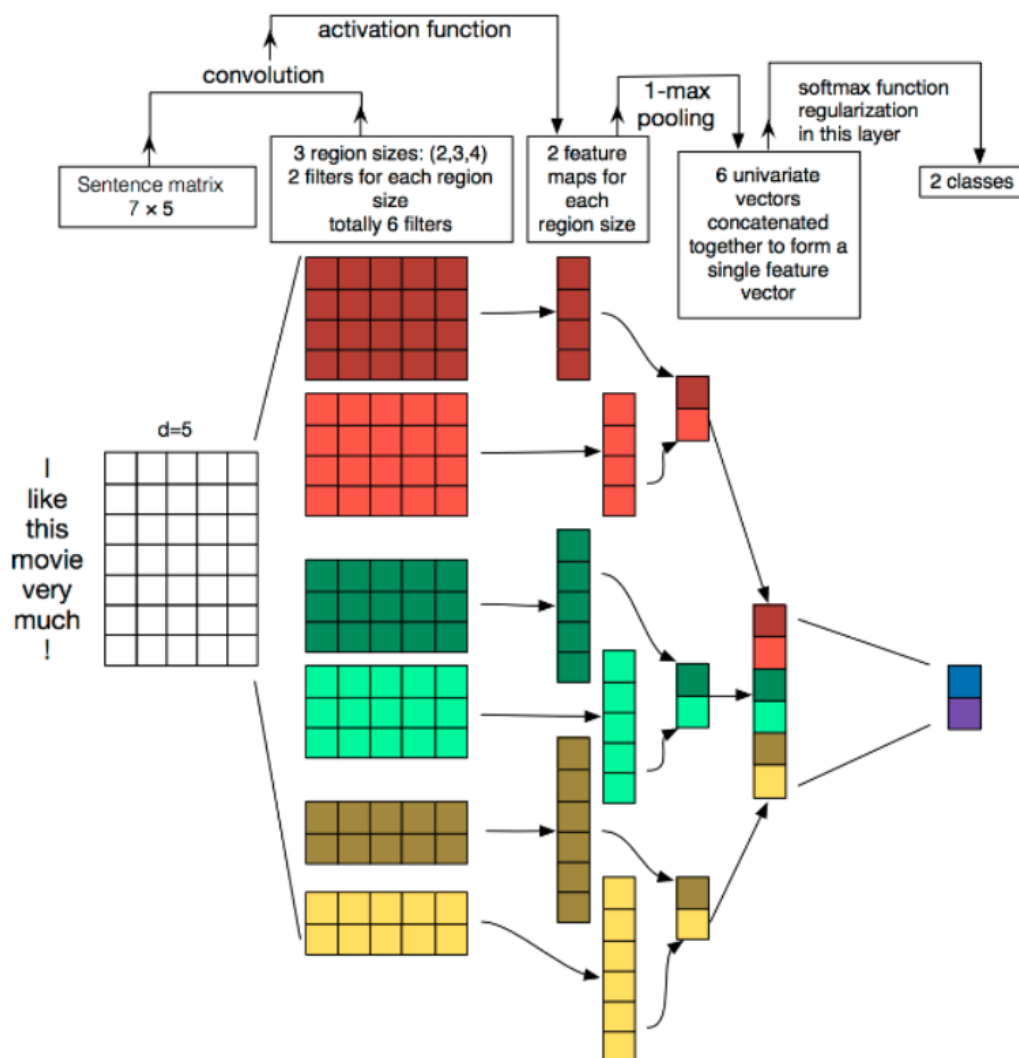 activation function
convolution
1-max
pooling
softmax function
regularization
in this layer
Sentence matrix
7 × 5
3 region sizes: (2,3,4)
2 filters for each region
size
totally 6 filters
2 feature
maps for
each
region size
6 univariate
vectors
concatenated
together to form a
single feature
vector
2 classes
d=5
I
like
this
movie
very
much
!